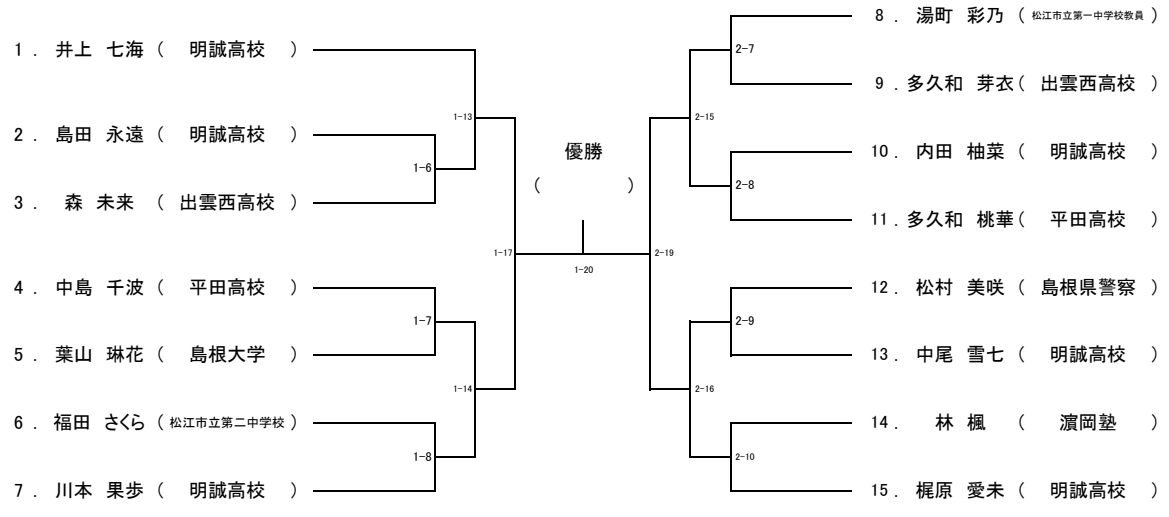 1 . 井上 七海 ( 明誠高校 )
2 . 島田 永遠 ( 明誠高校 )
3 . 森 未来 ( 出雲西高校 )
4 . 中島 千波 ( 平田高校 )
5 . 葉山 琳花 ( 島根大学 )
6 . 福田 さくら ( 松江市立第二中学校 )
7 . 川本 果歩 ( 明誠高校 )
1-13
1-6
1-7
1-14
1-8
1-17
優勝
( )
1-20
2-19
2-7
2-15
2-8
2-9
2-16
2-10
8 . 湯町 彩乃 ( 松江市立第一中学校教員 )
9 . 多久和 芽衣 ( 出雲西高校 )
10 . 内田 柚菜 ( 明誠高校 )
11 . 多久和 桃華 ( 平田高校 )
12 . 松村 美咲 ( 島根県警察 )
13 . 中尾 雪七 ( 明誠高校 )
14 . 林 楓 ( 濵岡塾 )
15 . 梶原 愛未 ( 明誠高校 )